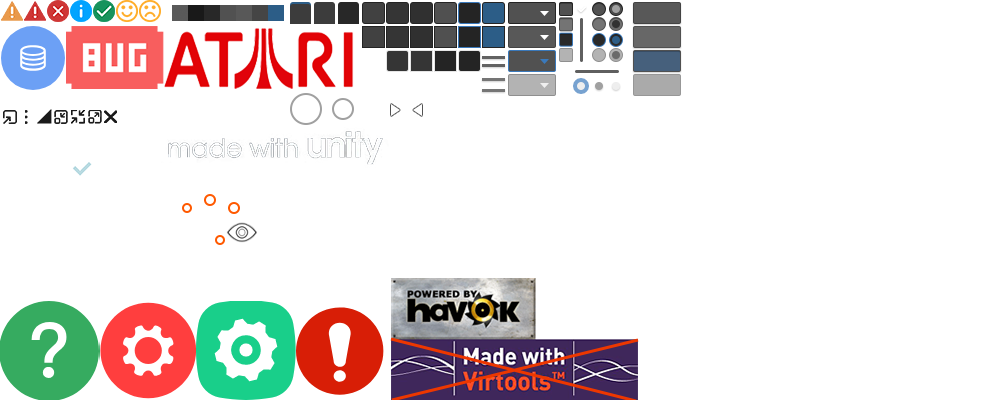 BUG
ATARI
made with unity
POWERED BY
havok
Made with
Virtools™